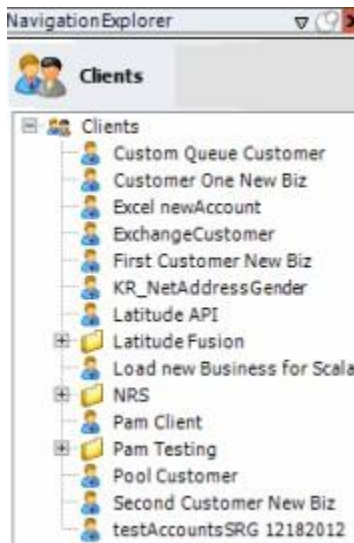 NavigationExplorer
Clients
Clients
Custom Queue Customer
Customer One New Biz
Excel newAccount
ExchangeCustomer
First Customer New Biz
KR_NetAddressGender
Latitude API
Latitude Fusion
Load new Business for Scala
NRS
Pam Client
Pam Testing
Pool Customer
Second Customer New Biz
testAccountsSRG 12182012